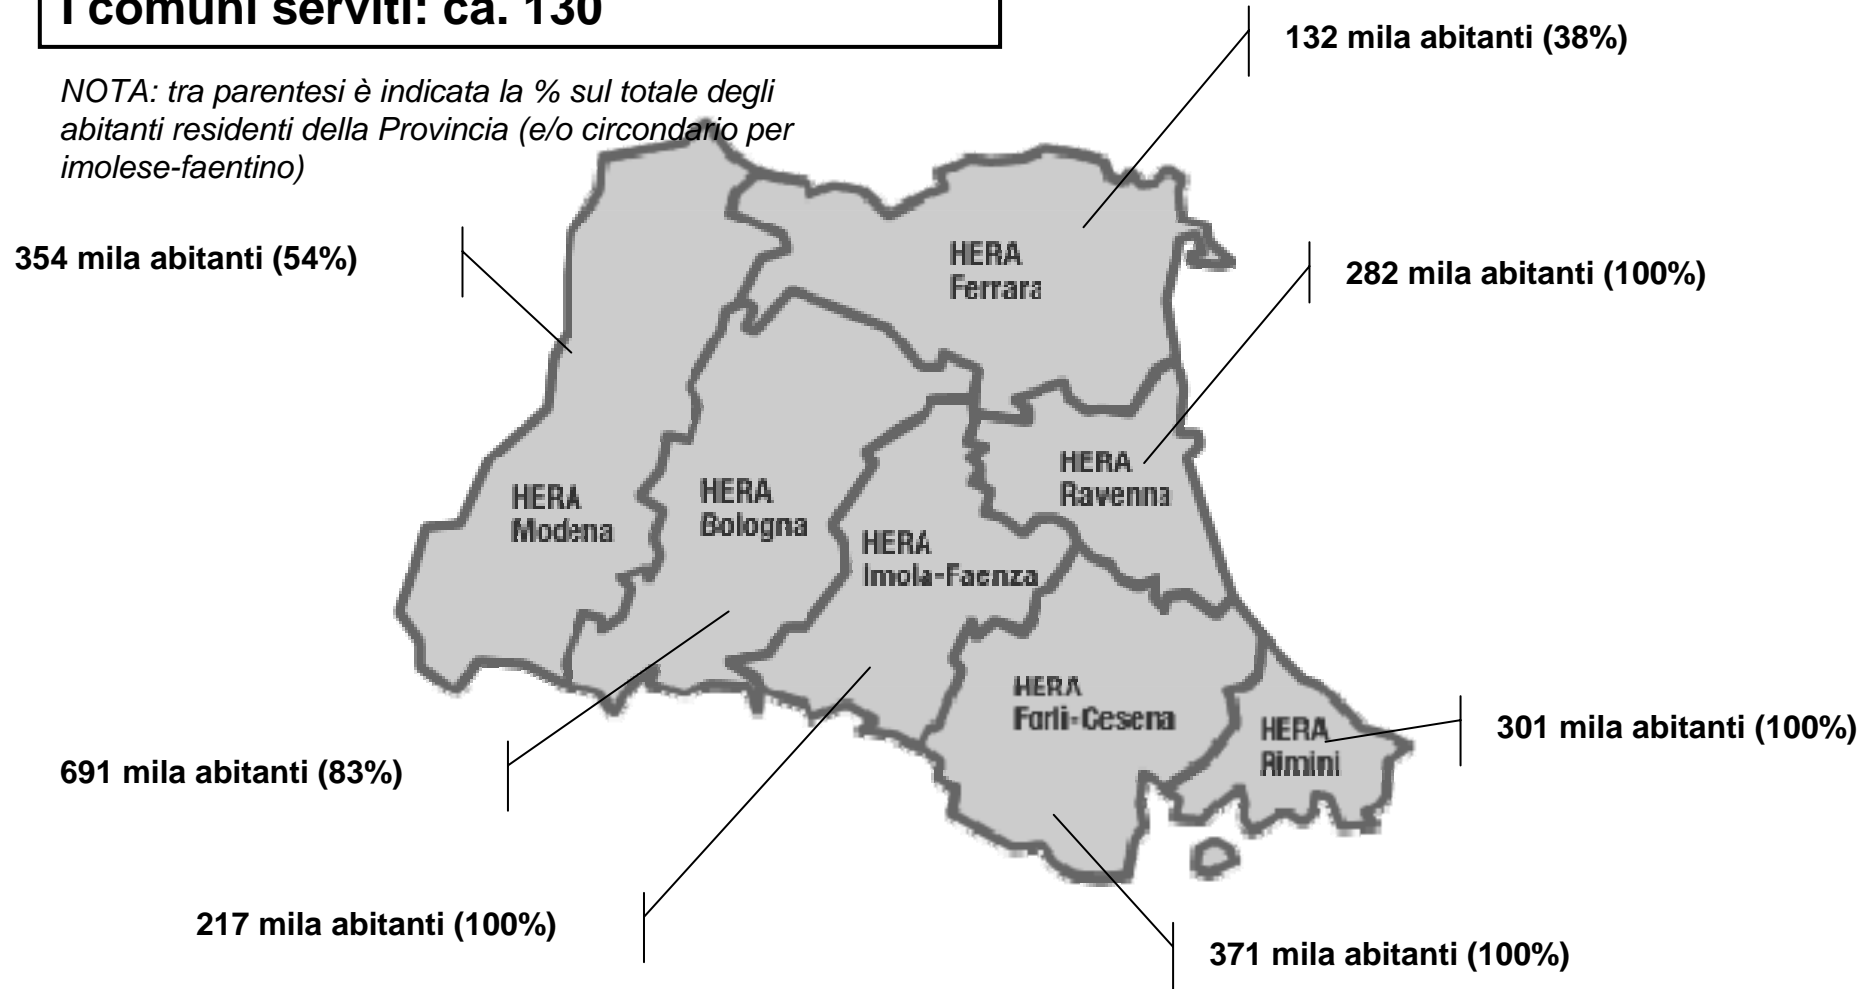 I comuni serviti: ca. 130
132 mila abitanti (38%)
NOTA: tra parentesi è indicata la % sul totale degli
abitanti residenti della Provincia (e/o circondario per
imolese-faentino)
354 mila abitanti (54%)
HERA
Ferrara
282 mila abitanti (100%)
HERA
Ravenna
HERA
Modena
HERA
Bologna
HERA
Imola-Faenza
HERA
Forlì-Cesena
HERA
Rimini
301 mila abitanti (100%)
691 mila abitanti (83%)
217 mila abitanti (100%)
371 mila abitanti (100%)